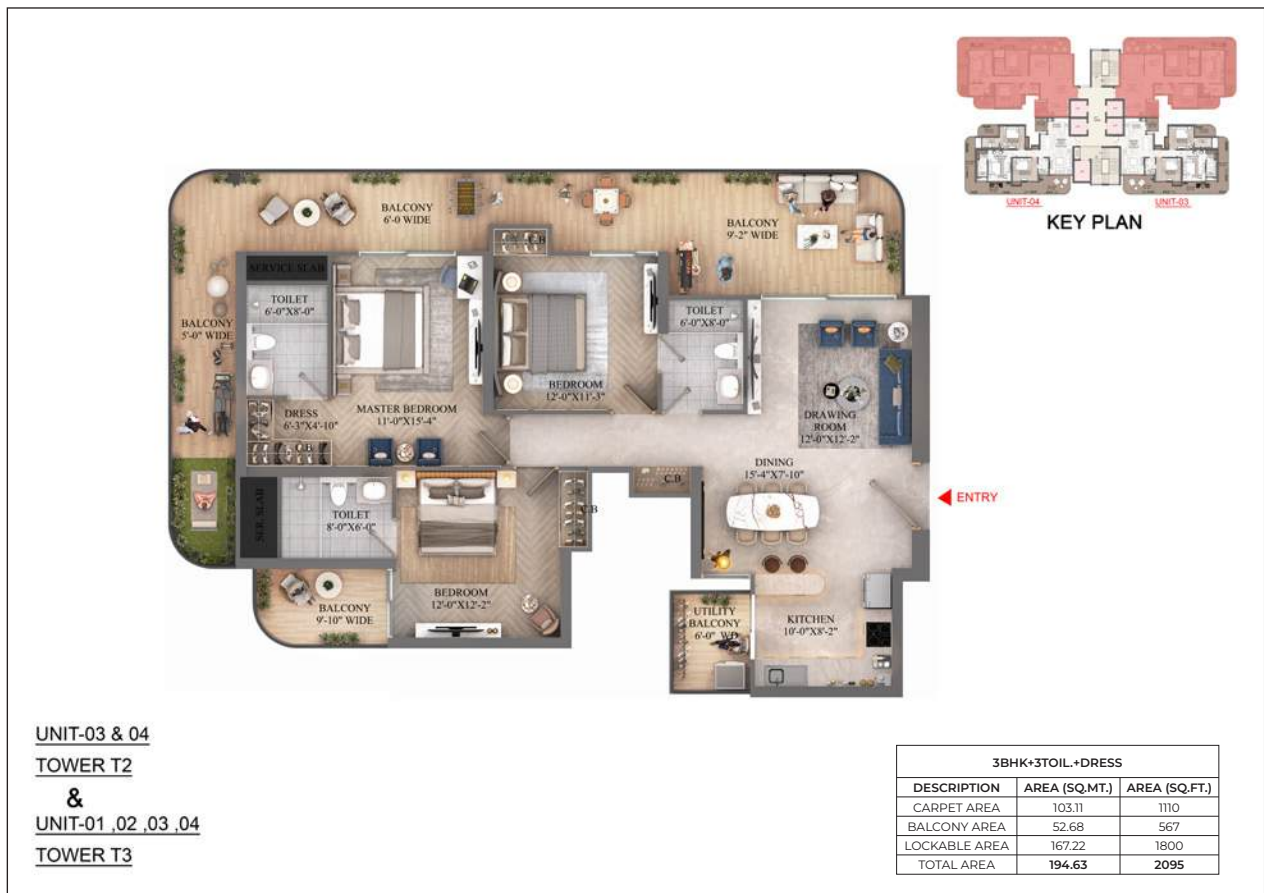 UNIT-04
UNIT-03
KEY PLAN
BALCONY
6'-0 WIDE
BALCONY
9'-2" WIDE
C.B
SERVICE SLAB
TOILET
6'-0"X8'-0"
TOILET
6'-0"X8'-0"
BALCONY
5'-0" WIDE
BEDROOM
12'-0"X11'-3"
DRESS
6'-3"X4'-10"
MASTER BEDROOM
11'-0"X15'-4"
DRAWING
ROOM
12'-0"X12'-2"
DINING
15'-4"X7'-10"
C.B
ENTRY
SER. SLAB
TOILET
8'-0"X6'-0"
C.B
BEDROOM
12'-0"X12'-2"
BALCONY
9'-10" WIDE
UTILITY
BALCONY
6'-0" WD
KITCHEN
10'-0"X8'-2"
UNIT-03 & 04
TOWER T2
&
UNIT-01 ,02 ,03 ,04
TOWER T3
3BHK+3TOIL.+DRESS
DESCRIPTION AREA (SQ.MT.) AREA (SQ.FT.)
CARPET AREA 103.11 1110
BALCONY AREA 52.68 567
LOCKABLE AREA 167.22 1800
TOTAL AREA 194.63 2095